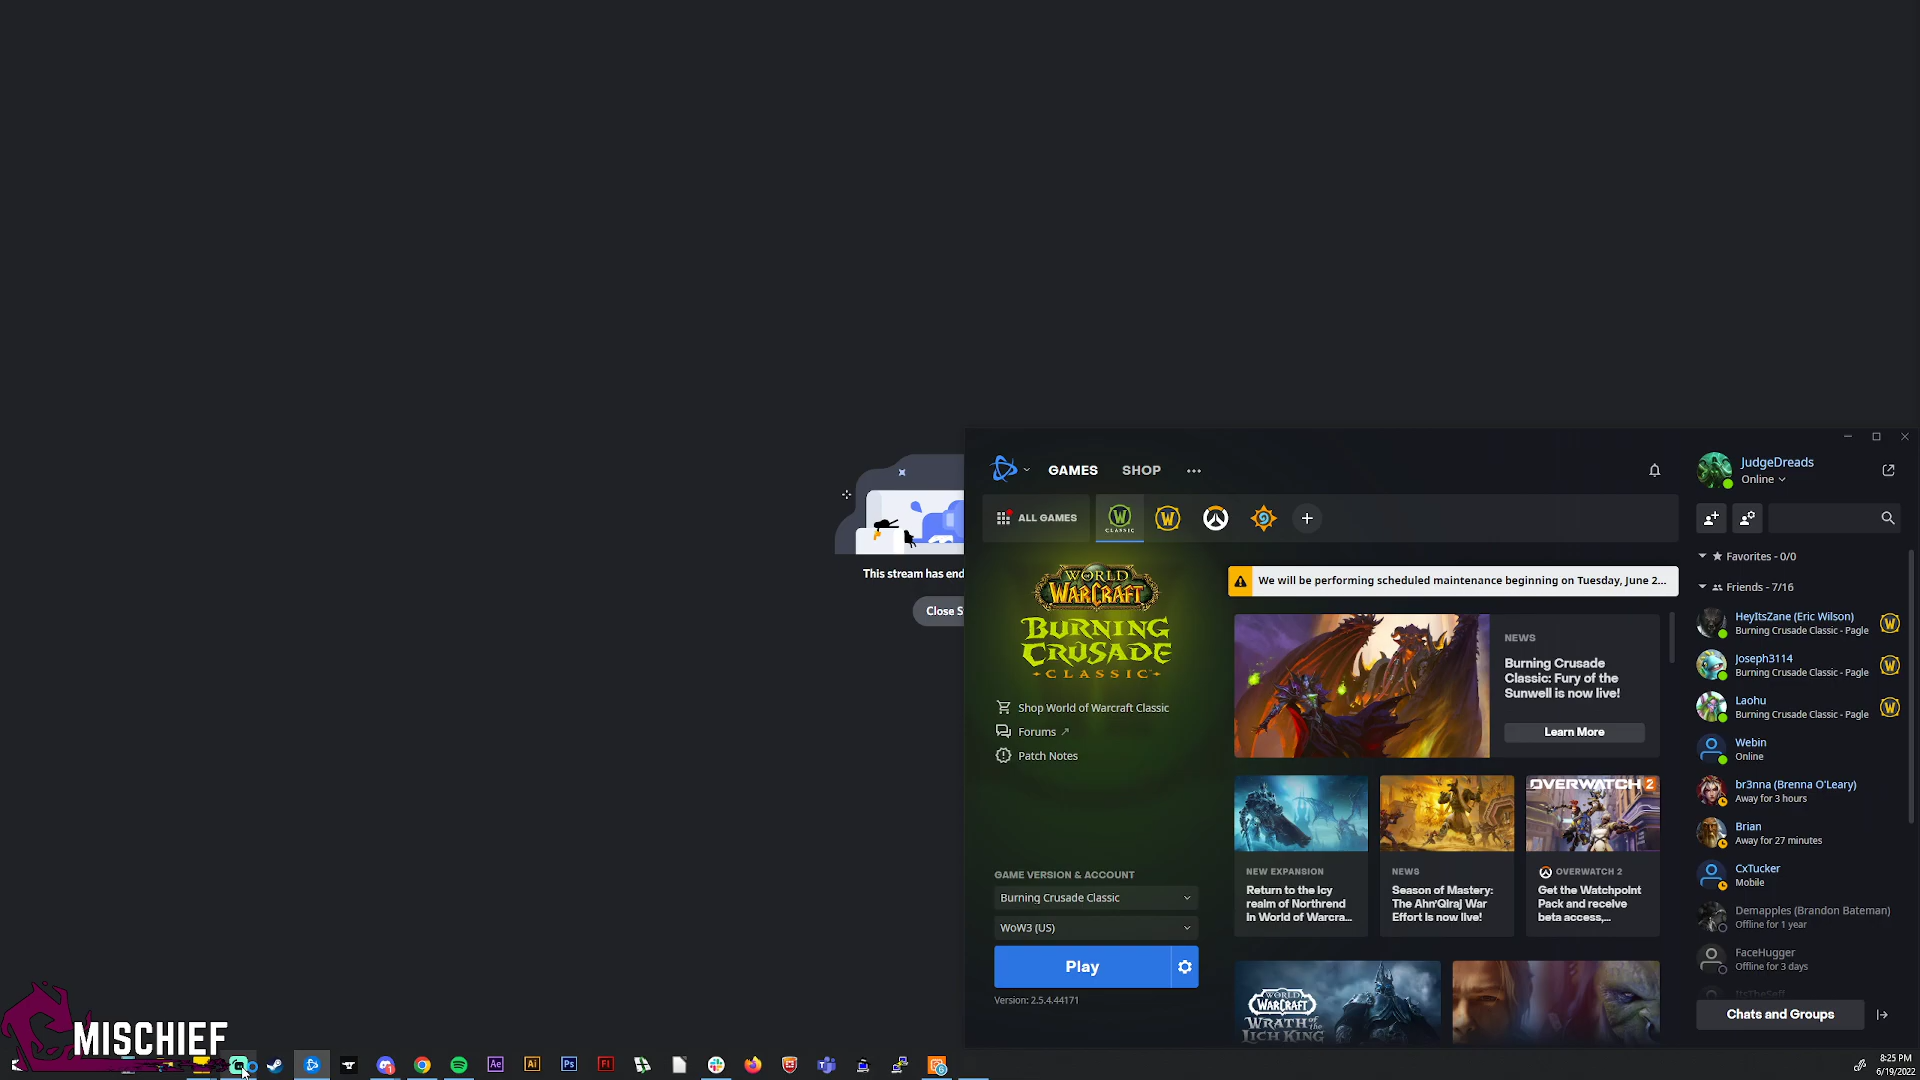 GAMES
SHOP
JudgeDreads
Online
ALL GAMES
CLASSIC
Favorites - 0/0
Friends - 7/16
WORLD
WARCRAFT
BURNING
CRUSADE
CLASSIC
We will be performing scheduled maintenance beginning on Tuesday, June 2...
This stream has end
Close S
NEWS
Burning Crusade
Classic: Fury of the
Sunwell is now live!
Learn More
Shop World of Warcraft Classic
Forums
Patch Notes
HeyItsZane (Eric Wilson)
Burning Crusade Classic - Pagle
Joseph3114
Burning Crusade Classic - Pagle
Laohu
Burning Crusade Classic - Pagle
Webin
Online
br3nna (Brenna O'Leary)
Away for 3 hours
Brian
Away for 27 minutes
CxTucker
Mobile
Demapples (Brandon Bateman)
Offline for 1 year
FaceHugger
Offline for 3 days
OVERWATCH 2
NEW EXPANSION
Return to the icy
realm of Northrend
in World of Warcra...
NEWS
Season of Mastery:
The Ahn'Qiraj War
Effort is now live!
OVERWATCH 2
Get the Watchpoint
Pack and receive
beta access,...
GAME VERSION & ACCOUNT
Burning Crusade Classic
WoW3 (US)
Play
Version: 2.5.4.44171
WORLD
WARCRAFT
WRATH of the
LICH KING
Chats and Groups
MISCHIEF
Ae
Ai
Ps
Fl
8:25 PM
6/19/2022